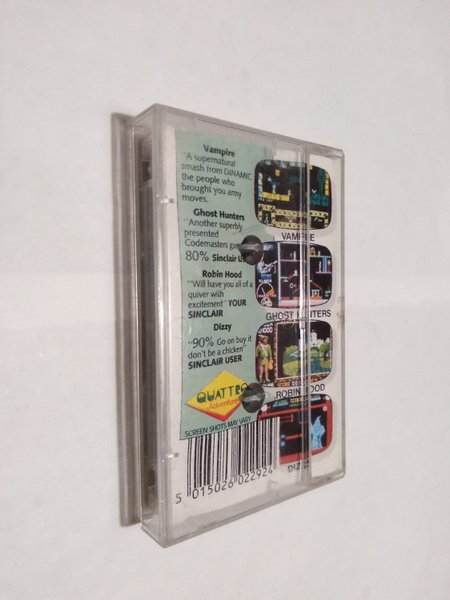 Vampire
"A supernatural
smash from DiNAMIC
the people who
brought you army
moves.
Ghost Hunters
"Another superbly
presented
Codemasters
80% Sinclair
Robin Hood
"Will have you all of a
quiver with
excitement" YOUR
SINCLAIR
Dizzy
"90% Go on buy it
don't be a chicken"
SINCLAIR USER
QUATTRO
Adventure
SCREEN SHOTS MAY VARY
5 015026 022924
VAMPIRE
GHOST HUNTERS
ROBIN HOOD
DIZZY